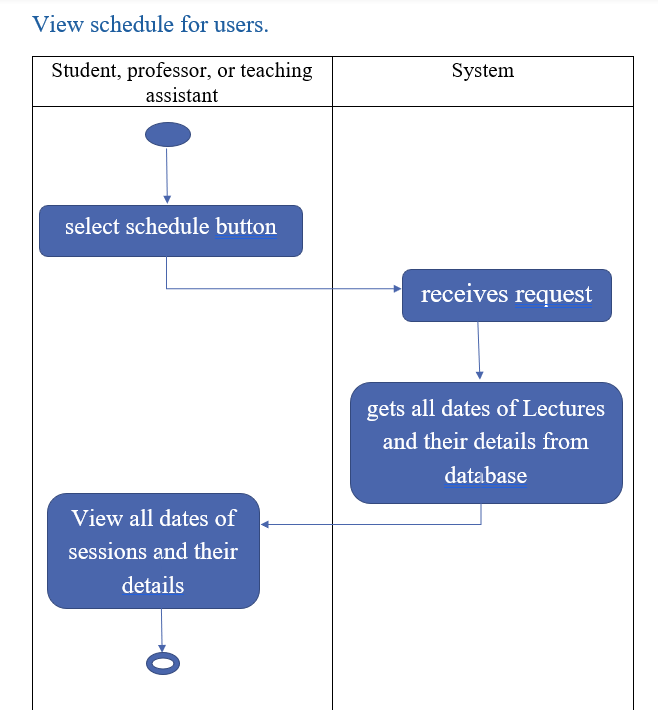 View schedule for users.
Student, professor, or teaching
assistant
System
select schedule button
receives request
gets all dates of Lectures
and their details from
database
View all dates of
sessions and their
details